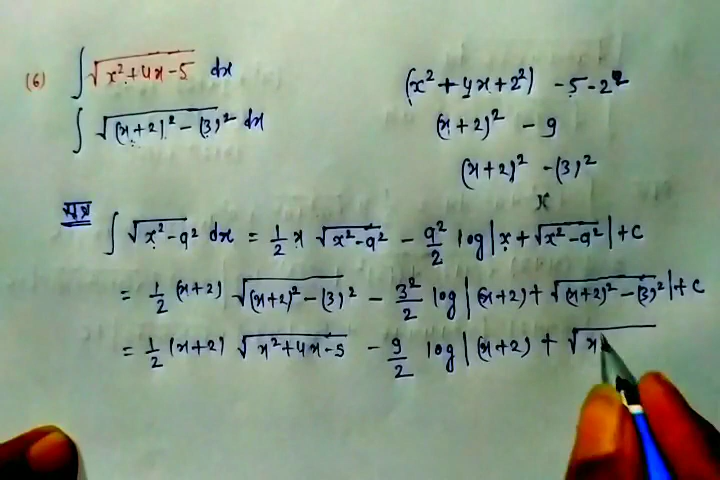 (6) ∫ √(x² + 4x - 5) dx
∫ √((x+2)² - (3)²) dx
(x² + 4x + 2²) - 5 - 2²
(x+2)² - 9
(x+2)² - (3)²
सूत्र
∫ √(x² - a²) dx = 1/2 x √(x² - a²) - a²/2 log|x + √(x² - a²)| + c
= 1/2 (x+2) √((x+2)² - (3)²) - 3²/2 log|(x+2) + √((x+2)² - (3)²)| + c
= 1/2 (x+2) √(x² + 4x - 5) - 9/2 log|(x+2) + √x